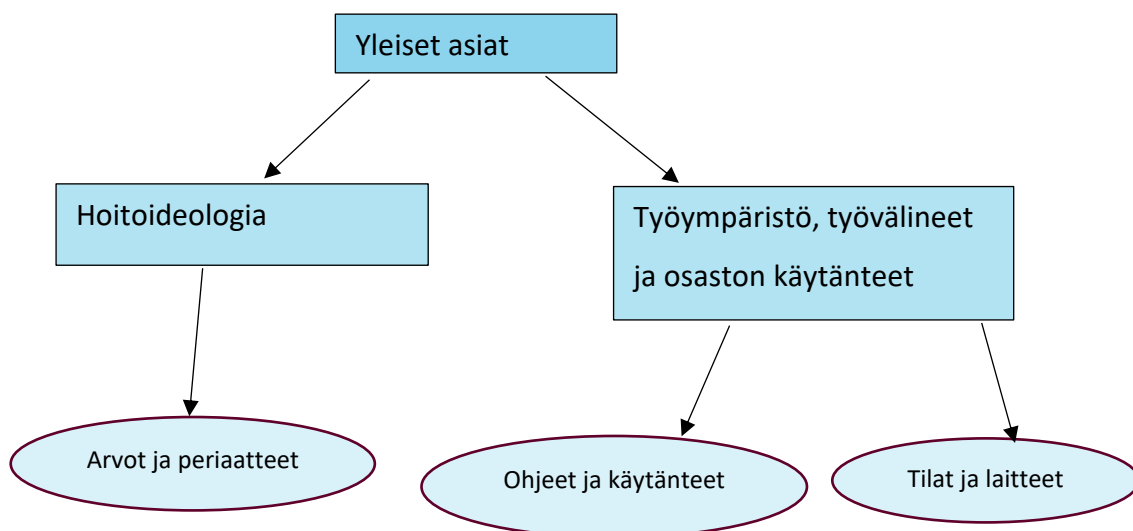 Yleiset asiat
Hoitoideologia
Työympäristö, työvälineet
ja osaston käytänteet
Arvot ja periaatteet
Ohjeet ja käytänteet
Tilat ja laitteet